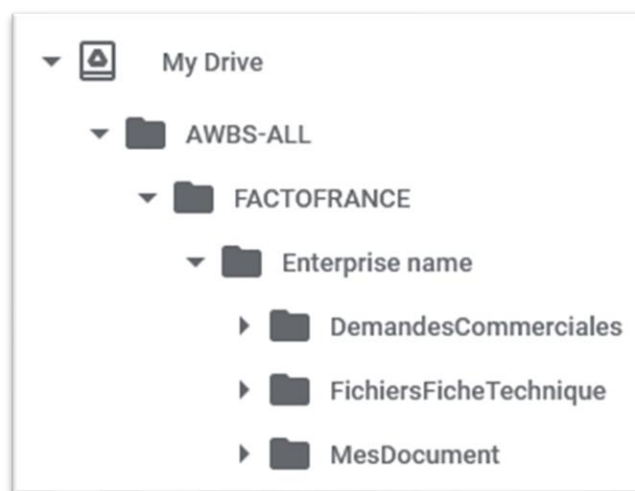 My Drive
AWBS-ALL
FACTOFRANCE
Enterprise name
DemandesCommerciales
FichiersFicheTechnique
MesDocument